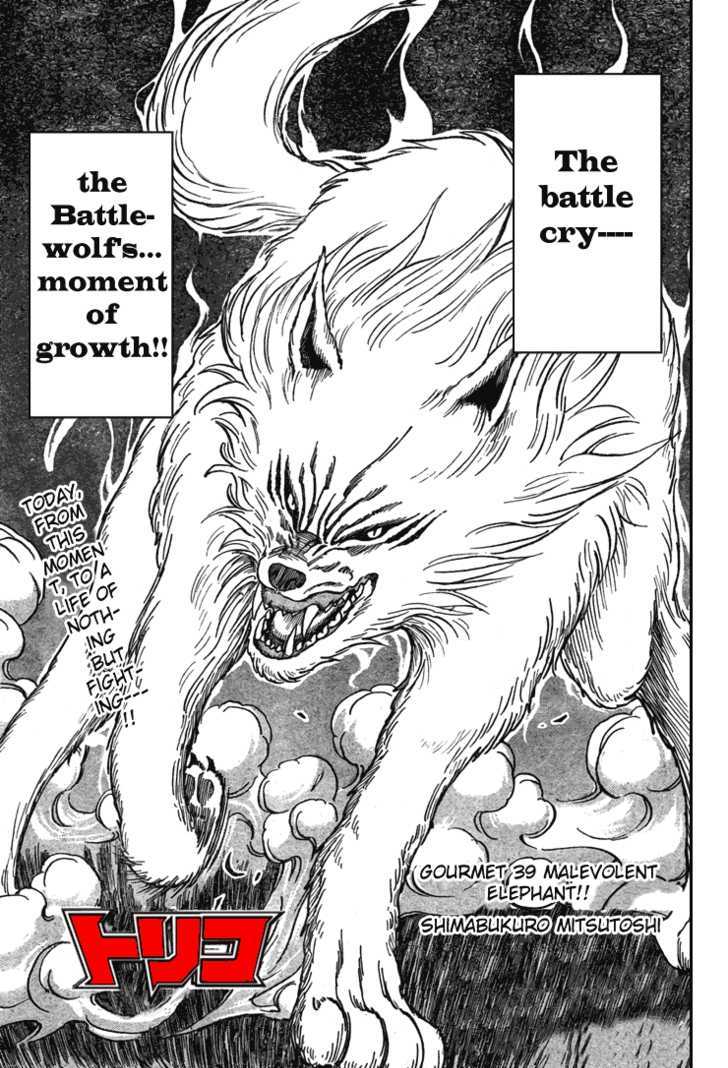 The
battle
cry----
the
Battle-
wolf's...
moment
of
growth!!
TODAY,
FROM
THIS
MOMEN
T, TO A
LIFE OF
NOTH-
ING
BUT
FIGHT-
ING---
!!
GOURMET 39 MALEVOLENT
ELEPHANT!!
SHIMABUKURO MITSUTOSHI
トリコ